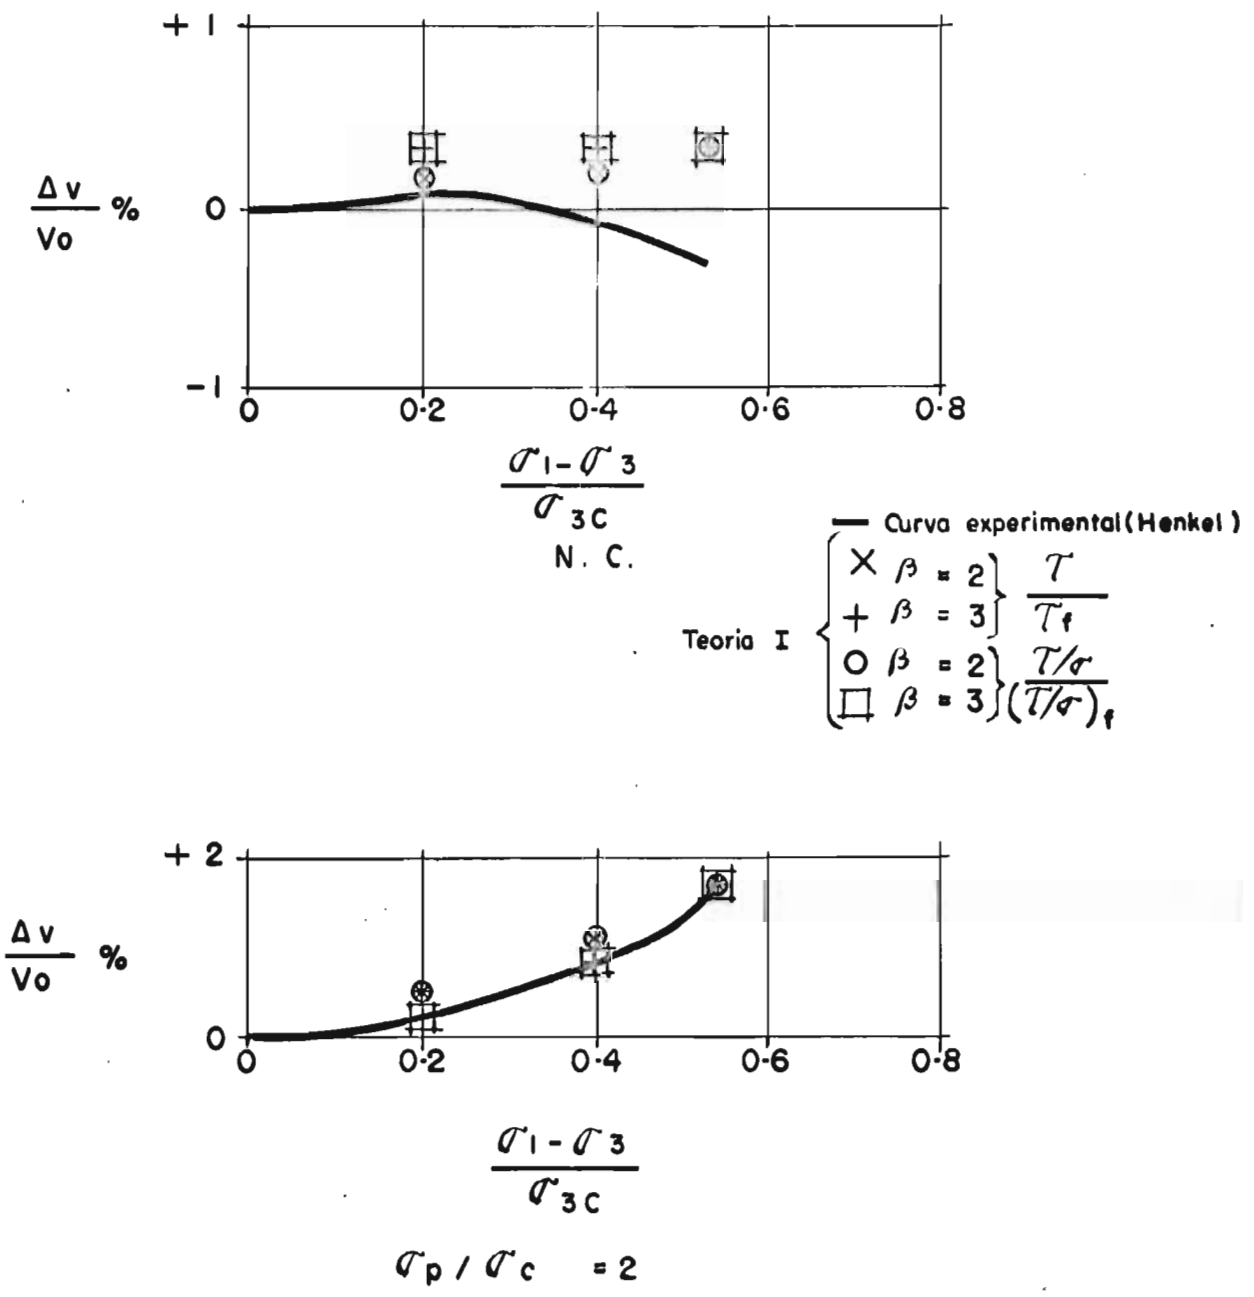 + 1
Δv
— %
Vo
0
-1
0 0·2 0·4 0·6 0·8
σ1 - σ3
σ3C
N. C.
Curva experimental (Henkel)
Teoria I
× β = 2
+ β = 3
τ
τf
○ β = 2
□ β = 3
τ/σ
(τ/σ)f
+ 2
Δv
— %
Vo
0
0 0·2 0·4 0·6 0·8
σ1 - σ3
σ3C
σp / σc = 2